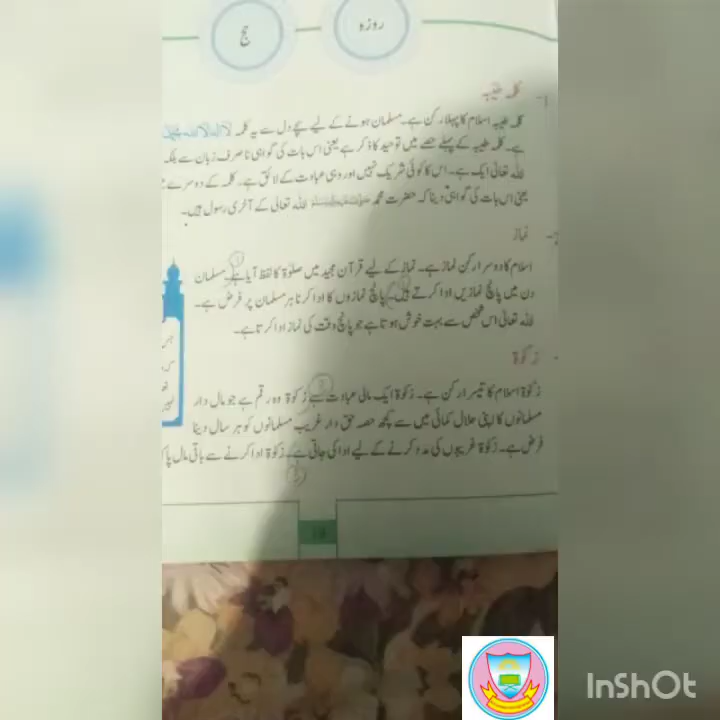 روزہ
حج
1- کلمہ طیبہ
کلمہ طیبہ اسلام کا پہلا رکن ہے۔ مسلمان ہونے کے لیے سچے دل سے یہ کلمہ
ہے۔ کلمہ طیبہ کے پہلے حصے میں توحید کا ذکر ہے یعنی اس بات کی گواہی نا صرف زبان سے بلکہ
اللہ تعالیٰ ایک ہے۔ اس کا کوئی شریک نہیں اور وہی عبادت کے لائق ہے۔ کلمہ کے دوسرے
یعنی اس بات کی گواہی دینا کہ حضرت محمد ﷺ اللہ تعالیٰ کے آخری رسول ہیں۔
نماز
اسلام کا دوسرا رکن نماز ہے۔ نماز کے لیے قرآن مجید میں صلوٰۃ کا لفظ آیا ہے۔ مسلمان
دن میں پانچ نمازیں ادا کرتے ہیں۔ پانچ نمازوں کا ادا کرنا ہر مسلمان پر فرض ہے۔
اللہ تعالیٰ اس شخص سے بہت خوش ہوتا ہے جو پانچ وقت کی نماز ادا کرتا ہے۔
زکوٰۃ
زکوٰۃ اسلام کا تیسرا رکن ہے۔ زکوٰۃ ایک مالی عبادت ہے زکوٰۃ وہ رقم ہے جو مال دار
مسلمانوں کا اپنی حلال کمائی میں سے کچھ حصہ حق دار غریب مسلمانوں کو ہر سال دینا
فرض ہے۔ زکوٰۃ غریبوں کی مدد کرنے کے لیے ادا کی جاتی ہے۔ زکوٰۃ ادا کرنے سے باقی مال
InShOt